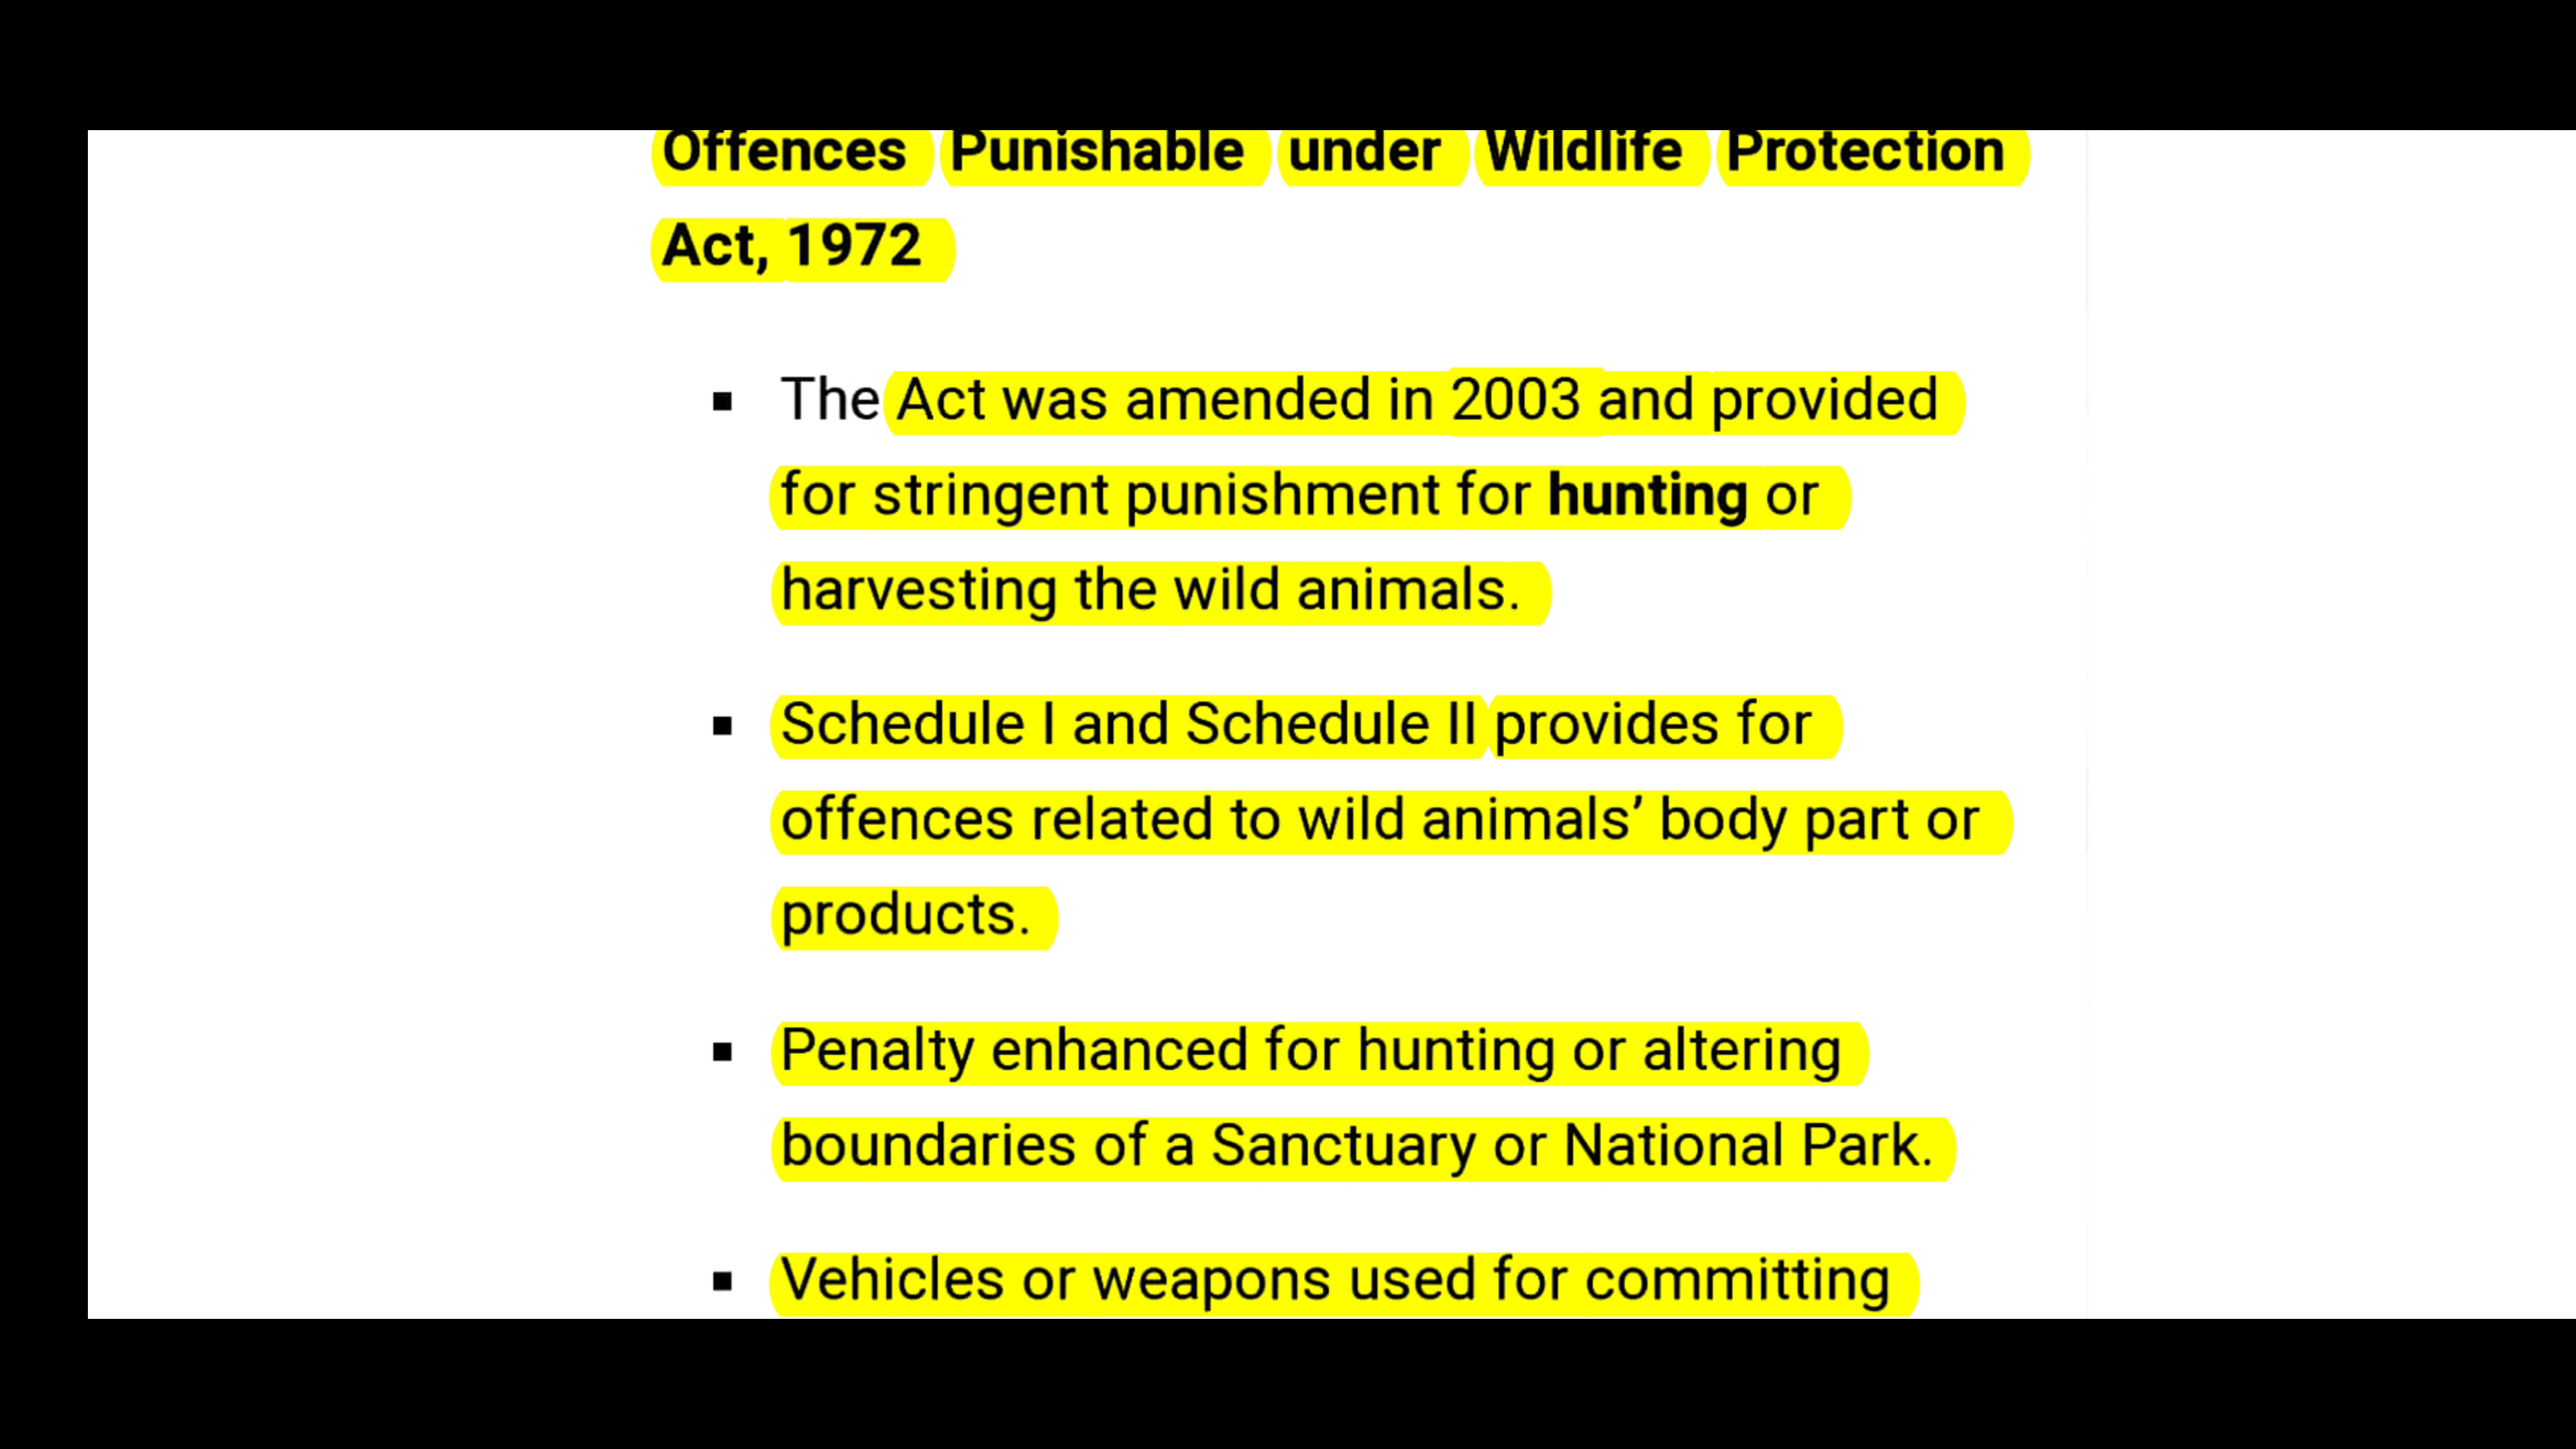 Offences Punishable under Wildlife Protection
Act, 1972
▪ The Act was amended in 2003 and provided
for stringent punishment for hunting or
harvesting the wild animals.
▪ Schedule I and Schedule II provides for
offences related to wild animals’ body part or
products.
▪ Penalty enhanced for hunting or altering
boundaries of a Sanctuary or National Park.
▪ Vehicles or weapons used for committing